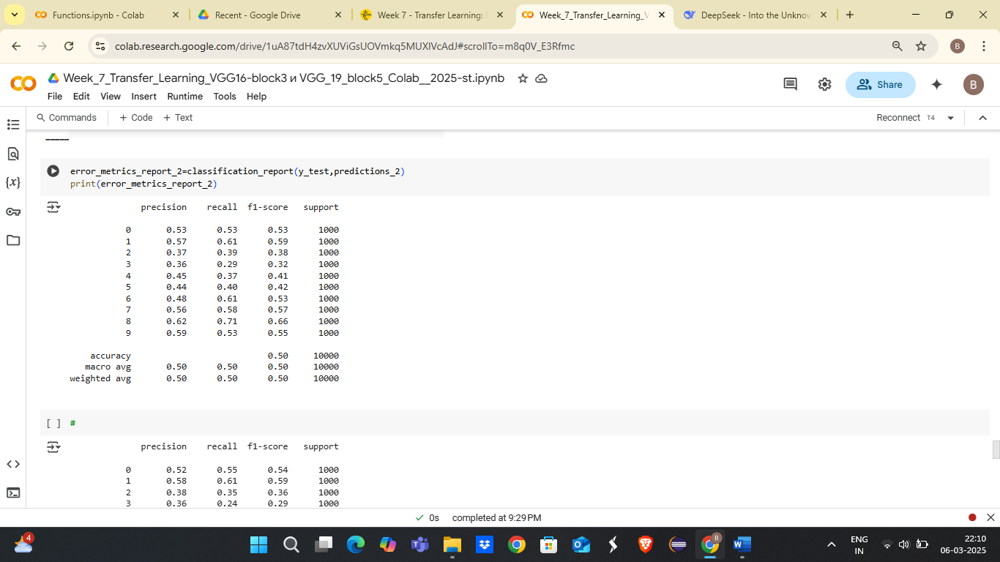 Functions.ipynb - Colab
Recent - Google Drive
Week 7 - Transfer Learning:
Week_7_Transfer_Learning_V
DeepSeek - Into the Unknow
colab.research.google.com/drive/1uA87tdH4zvXUViGsUOVmkq5MUXlVcAdJ#scrollTo=m8q0V_E3Rfmc
B
CO
Week_7_Transfer_Learning_VGG16-block3 и VGG_19_block5_Colab__2025-st.ipynb
File Edit View Insert Runtime Tools Help
Share
B
Commands + Code + Text
Reconnect T4
{x}
error_metrics_report_2=classification_report(y_test,predictions_2)
print(error_metrics_report_2)
precision recall f1-score support
0 0.53 0.53 0.53 1000
1 0.57 0.61 0.59 1000
2 0.37 0.39 0.38 1000
3 0.36 0.29 0.32 1000
4 0.45 0.37 0.41 1000
5 0.44 0.40 0.42 1000
6 0.48 0.61 0.53 1000
7 0.56 0.58 0.57 1000
8 0.62 0.71 0.66 1000
9 0.59 0.53 0.55 1000
accuracy 0.50 10000
macro avg 0.50 0.50 0.50 10000
weighted avg 0.50 0.50 0.50 10000
[ ] #
precision recall f1-score support
0 0.52 0.55 0.54 1000
1 0.58 0.61 0.59 1000
2 0.38 0.35 0.36 1000
3 0.36 0.24 0.29 1000
0s completed at 9:29 PM
4
B
W
ENG
IN
22:10
06-03-2025